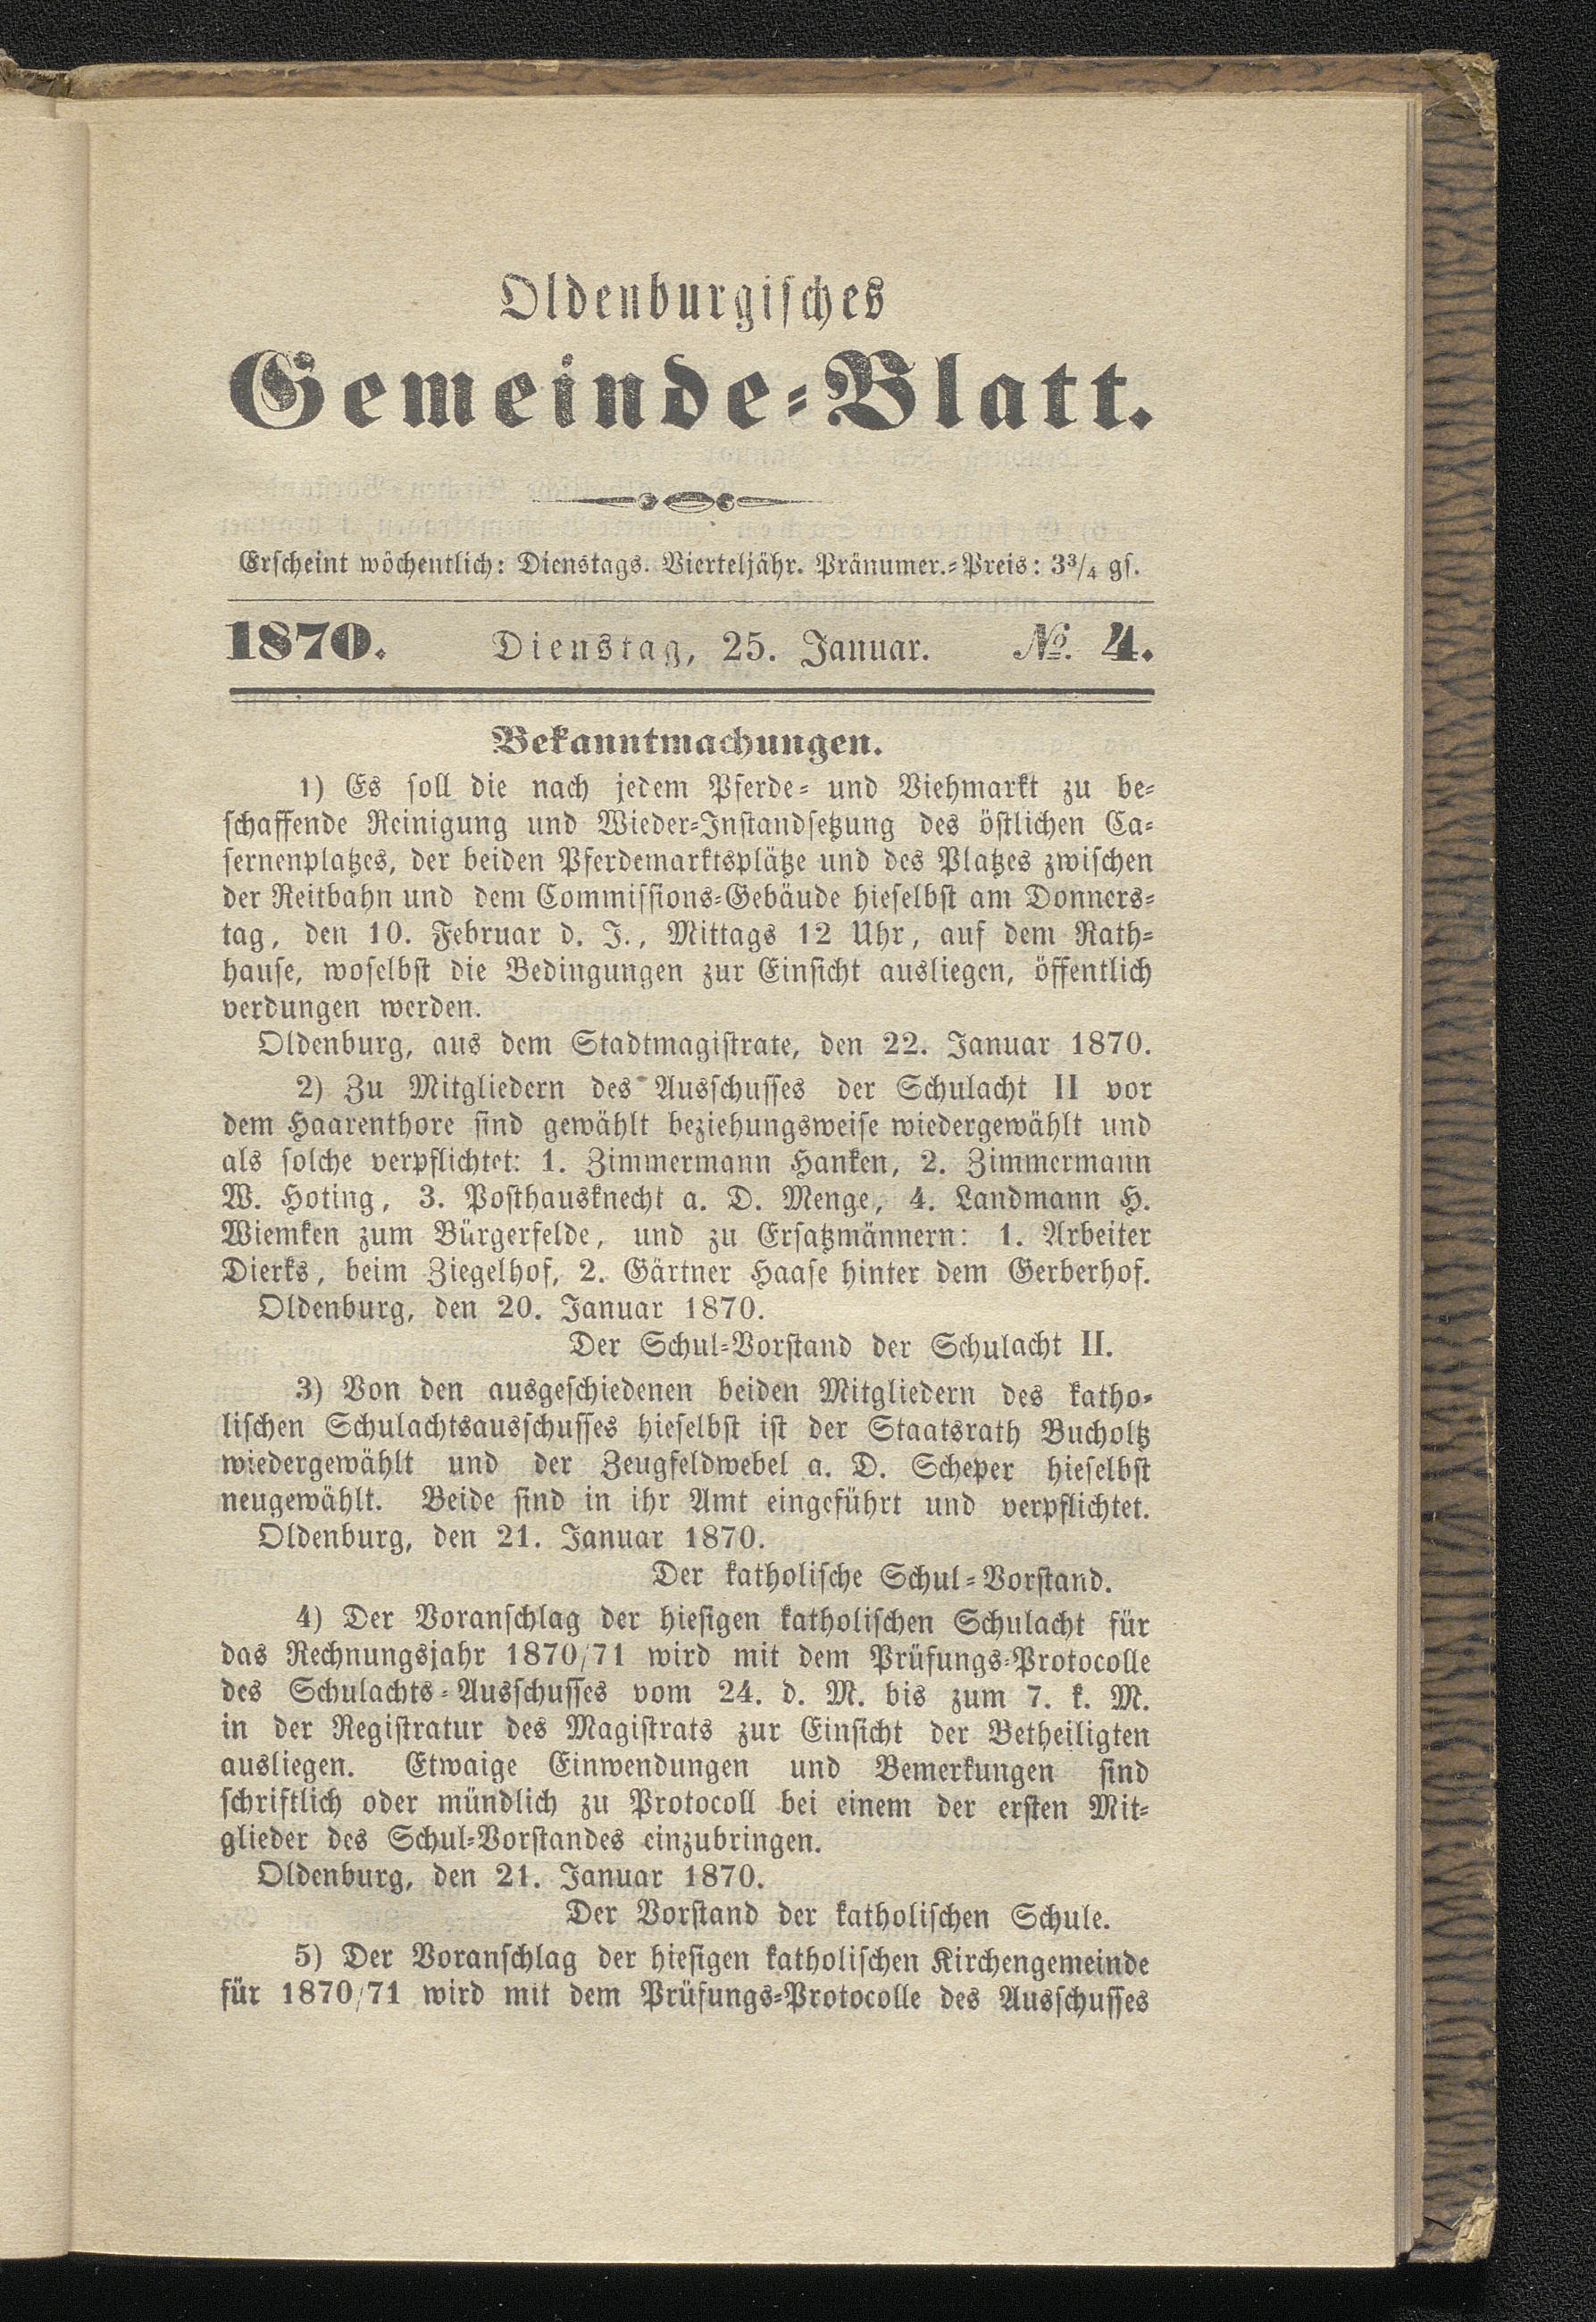 Oldenburgisches
Gemeinde-Blatt.
Erscheint wöchentlich: Dienstags. Vierteljähr. Pränumer.-Preis: 3¾ gs.
1870. Dienstag, 25. Januar. №. 4.
Bekanntmachungen.
1) Es soll die nach jedem Pferde- und Viehmarkt zu be-
schaffende Reinigung und Wieder-Instandsetzung des östlichen Ca-
sernenplatzes, der beiden Pferdemarktsplätze und des Platzes zwischen
der Reitbahn und dem Commissions-Gebäude hieselbst am Donners-
tag, den 10. Februar d. J., Mittags 12 Uhr, auf dem Rath-
hause, woselbst die Bedingungen zur Einsicht ausliegen, öffentlich
verdungen werden.
Oldenburg, aus dem Stadtmagistrate, den 22. Januar 1870.
2) Zu Mitgliedern des Ausschusses der Schulacht II vor
dem Haarenthore sind gewählt beziehungsweise wiedergewählt und
als solche verpflichtet: 1. Zimmermann Hanken, 2. Zimmermann
W. Hoting, 3. Posthausknecht a. D. Menge, 4. Landmann H.
Wiemken zum Bürgerfelde, und zu Ersatzmännern: 1. Arbeiter
Dierks, beim Ziegelhof, 2. Gärtner Haase hinter dem Gerberhof.
Oldenburg, den 20. Januar 1870.
Der Schul-Vorstand der Schulacht II.
3) Von den ausgeschiedenen beiden Mitgliedern des katho-
lischen Schulachtsausschusses hieselbst ist der Staatsrath Bucholtz
wiedergewählt und der Zeugfeldwebel a. D. Scheper hieselbst
neugewählt. Beide sind in ihr Amt eingeführt und verpflichtet.
Oldenburg, den 21. Januar 1870.
Der katholische Schul-Vorstand.
4) Der Voranschlag der hiesigen katholischen Schulacht für
das Rechnungsjahr 1870/71 wird mit dem Prüfungs-Protocolle
des Schulachts-Ausschusses vom 24. d. M. bis zum 7. k. M.
in der Registratur des Magistrats zur Einsicht der Betheiligten
ausliegen. Etwaige Einwendungen und Bemerkungen sind
schriftlich oder mündlich zu Protocoll bei einem der ersten Mit-
glieder des Schul-Vorstandes einzubringen.
Oldenburg, den 21. Januar 1870.
Der Vorstand der katholischen Schule.
5) Der Voranschlag der hiesigen katholischen Kirchengemeinde
für 1870/71 wird mit dem Prüfungs-Protocolle des Ausschusses